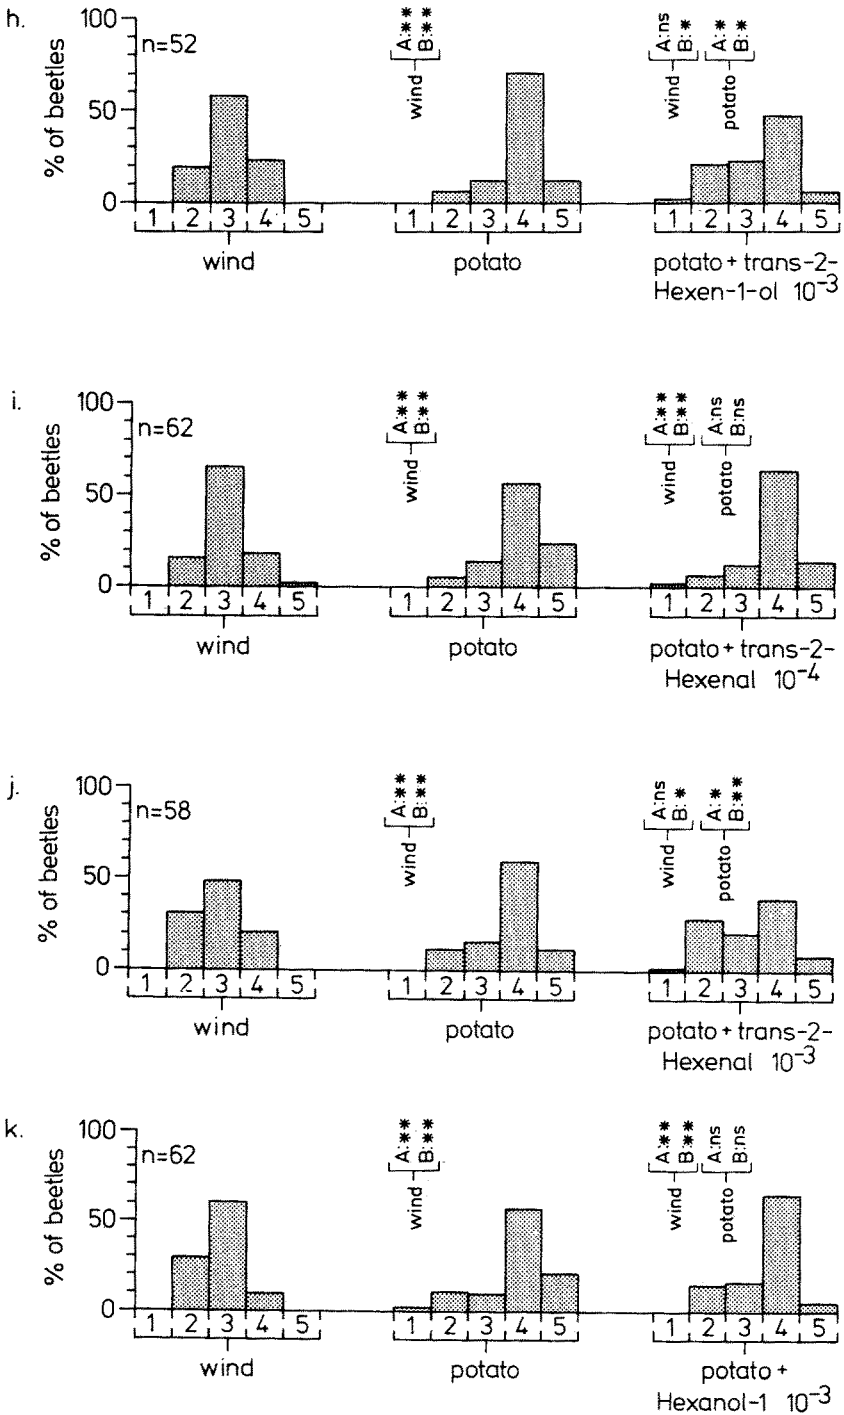 h.
100
50
0
% of beetles
n=52
A:**
B:**
wind
A:ns
B:*
wind
A:*
B:*
potato
1 2 3 4 5
1 2 3 4 5
1 2 3 4 5
wind
potato
potato + trans-2-
Hexen-1-ol 10⁻³
i.
100
50
0
% of beetles
n=62
A:**
B:**
wind
A:**
B:**
wind
A:ns
B:ns
potato
1 2 3 4 5
1 2 3 4 5
1 2 3 4 5
wind
potato
potato + trans-2-
Hexenal 10⁻⁴
j.
100
50
0
% of beetles
n=58
A:**
B:**
wind
A:ns
B:*
wind
A:*
B:**
potato
1 2 3 4 5
1 2 3 4 5
1 2 3 4 5
wind
potato
potato + trans-2-
Hexenal 10⁻³
k.
100
50
0
% of beetles
n=62
A:**
B:**
wind
A:**
B:**
wind
A:ns
B:ns
potato
1 2 3 4 5
1 2 3 4 5
1 2 3 4 5
wind
potato
potato +
Hexanol-1 10⁻³